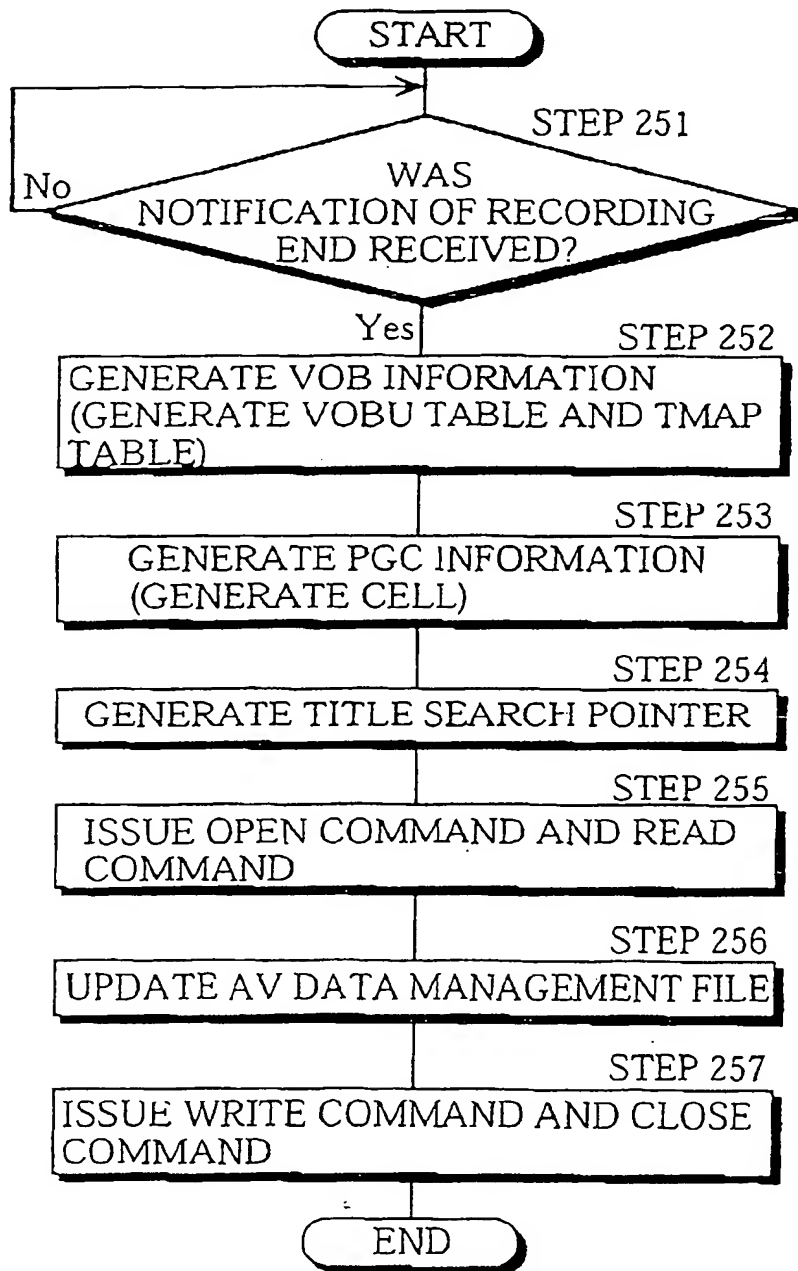 START
STEP 251
WAS
NOTIFICATION OF RECORDING
END RECEIVED?
No
Yes
STEP 252
GENERATE VOB INFORMATION
(GENERATE VOBU TABLE AND TMAP
TABLE)
STEP 253
GENERATE PGC INFORMATION
(GENERATE CELL)
STEP 254
GENERATE TITLE SEARCH POINTER
STEP 255
ISSUE OPEN COMMAND AND READ
COMMAND
STEP 256
UPDATE AV DATA MANAGEMENT FILE
STEP 257
ISSUE WRITE COMMAND AND CLOSE
COMMAND
END